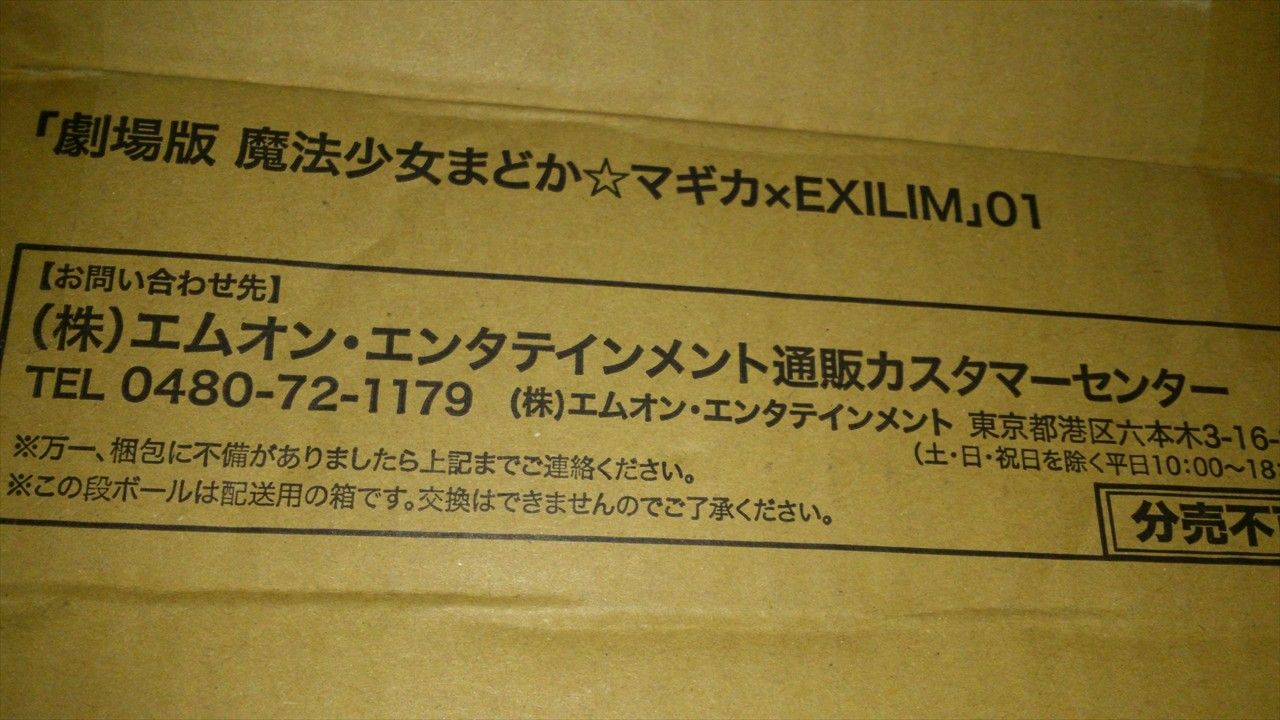 「劇場版 魔法少女まどか☆マギカ×EXILIM」01
【お問い合わせ先】
(株)エムオン・エンタテインメント通販カスタマーセンター
TEL 0480-72-1179 (株)エムオン・エンタテインメント 東京都港区六本木3-16-
(土・日・祝日を除く平日10:00〜18
※万一、梱包に不備がありましたら上記までご連絡ください。
※この段ボールは配送用の箱です。交換はできませんのでご了承ください。
分売不